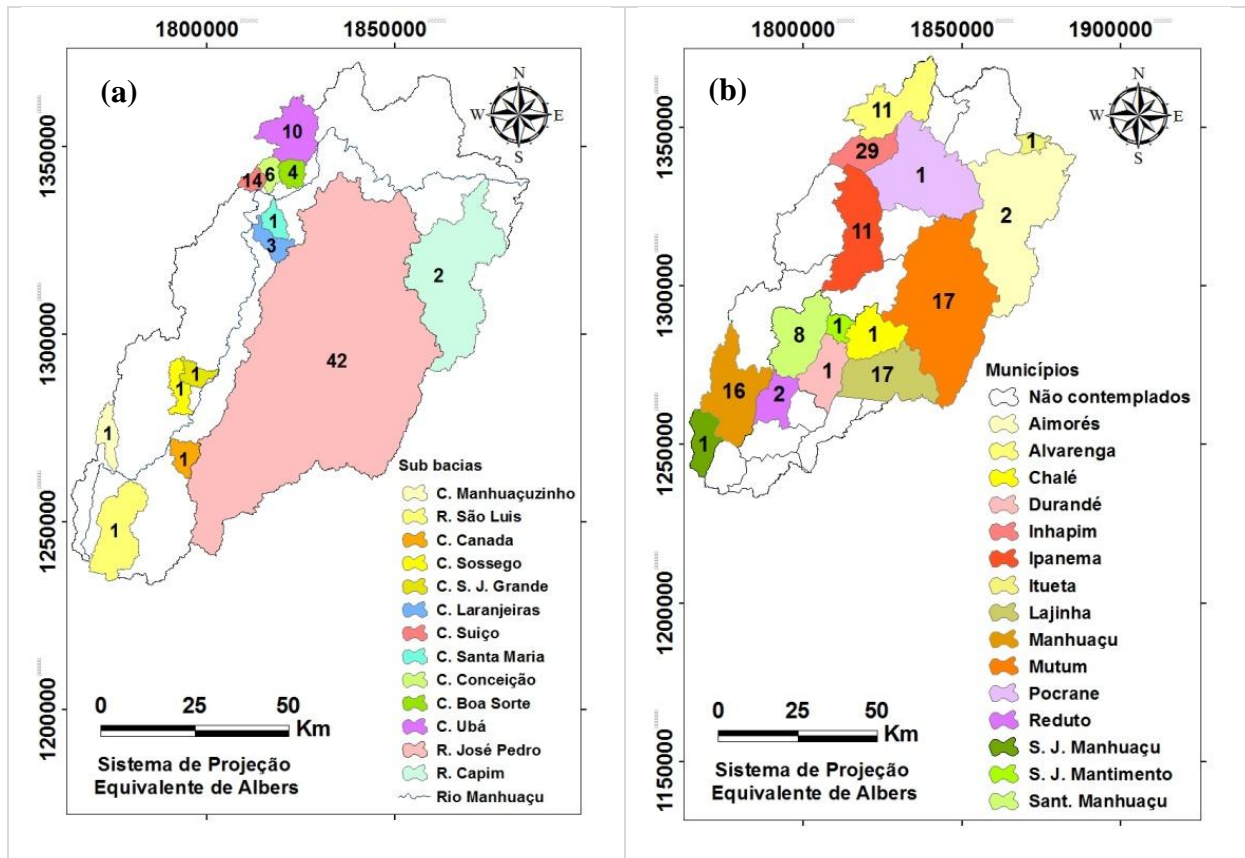 1800000 1850000
(a)
N
W E
S
1350000
1300000
1250000
1200000
10
4
6
14
1
3
2
42
1
1
1
1
1
Sub bacias
C. Manhuaçuzinho
R. São Luis
C. Canada
C. Sossego
C. S. J. Grande
C. Laranjeiras
C. Suiço
C. Santa Maria
C. Conceição
C. Boa Sorte
C. Ubá
R. José Pedro
R. Capim
Rio Manhuaçu
0 25 50
Km
Sistema de Projeção
Equivalente de Albers
1800000 1850000 1900000
(b)
N
W E
S
1350000
1300000
1250000
1200000
1150000
11
29
1
1
2
11
17
8
1
1
1
17
16
2
1
Municípios
Não contemplados
Aimorés
Alvarenga
Chalé
Durandé
Inhapim
Ipanema
Itueta
Lajinha
Manhuaçu
Mutum
Pocrane
Reduto
S. J. Manhuaçu
S. J. Mantimento
Sant. Manhuaçu
0 25 50
Km
Sistema de Projeção
Equivalente de Albers